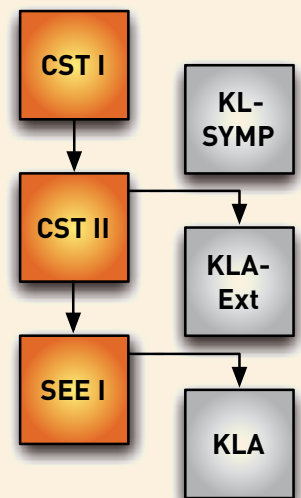 CST I
KL-
SYMP
CST II
KLA-
Ext
SEE I
KLA